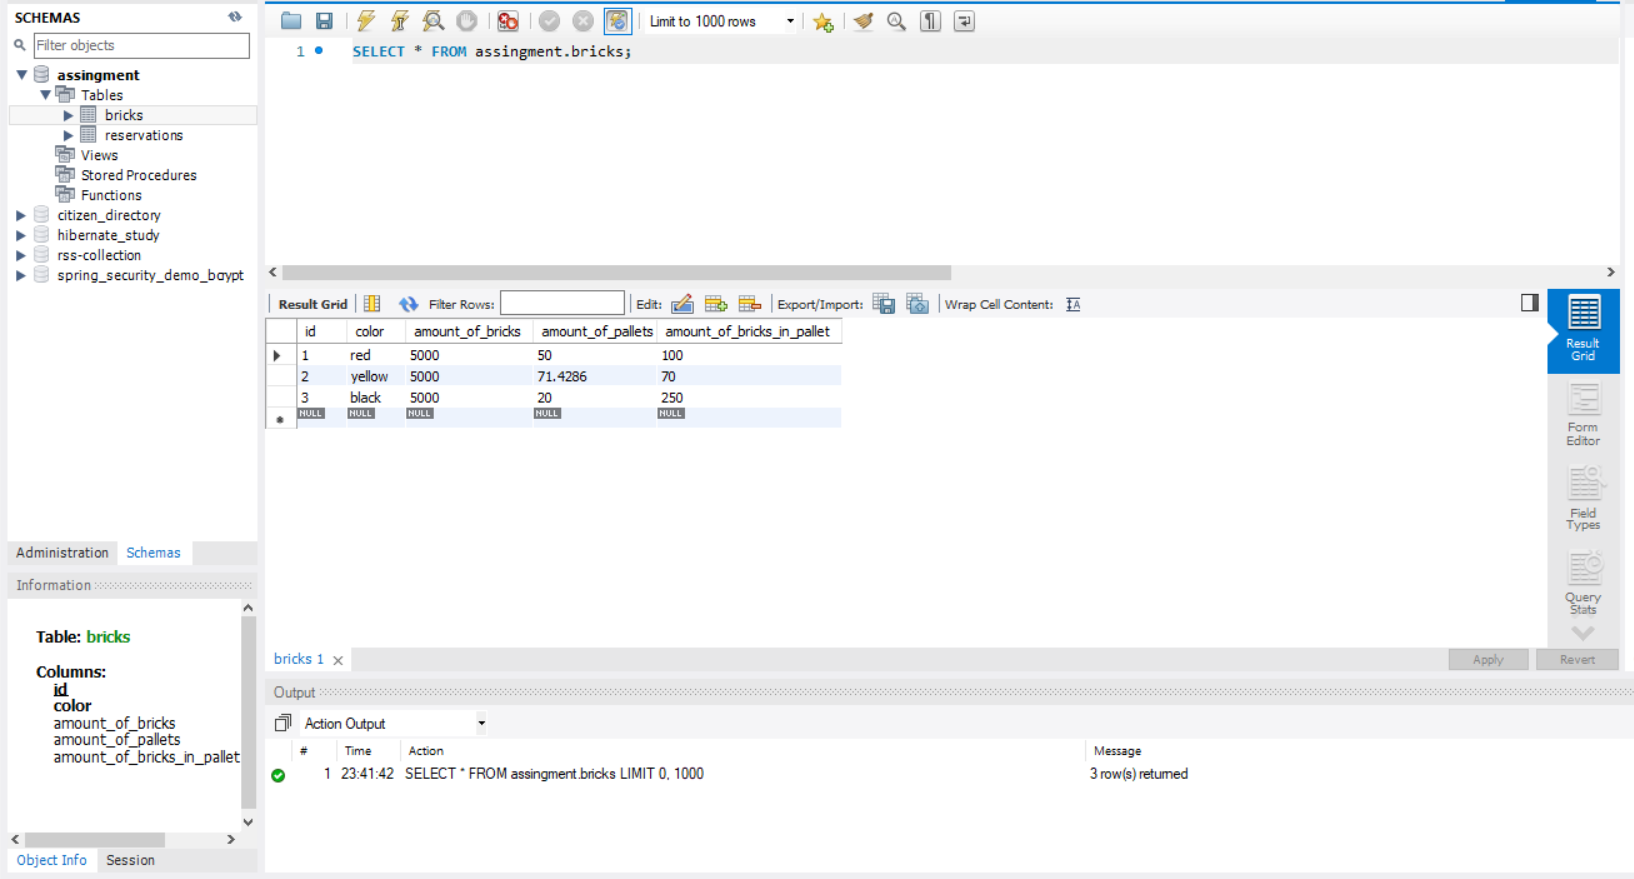 SCHEMAS
Filter objects
assingment
Tables
bricks
reservations
Views
Stored Procedures
Functions
citizen_directory
hibernate_study
rss-collection
spring_security_demo_bcrypt
Administration Schemas
Information
Table: bricks
Columns:
id
color
amount_of_bricks
amount_of_pallets
amount_of_bricks_in_pallet
Object Info Session
Limit to 1000 rows
1 SELECT * FROM assingment.bricks;
Result Grid Filter Rows: Edit: Export/Import: Wrap Cell Content:
id color amount_of_bricks amount_of_pallets amount_of_bricks_in_pallet
1 red 5000 50 100
2 yellow 5000 71.4286 70
3 black 5000 20 250
NULL NULL NULL NULL NULL
Result
Grid
Form
Editor
Field
Types
Query
Stats
bricks 1
Apply Revert
Output
Action Output
# Time Action Message
1 23:41:42 SELECT * FROM assingment.bricks LIMIT 0, 1000 3 row(s) returned